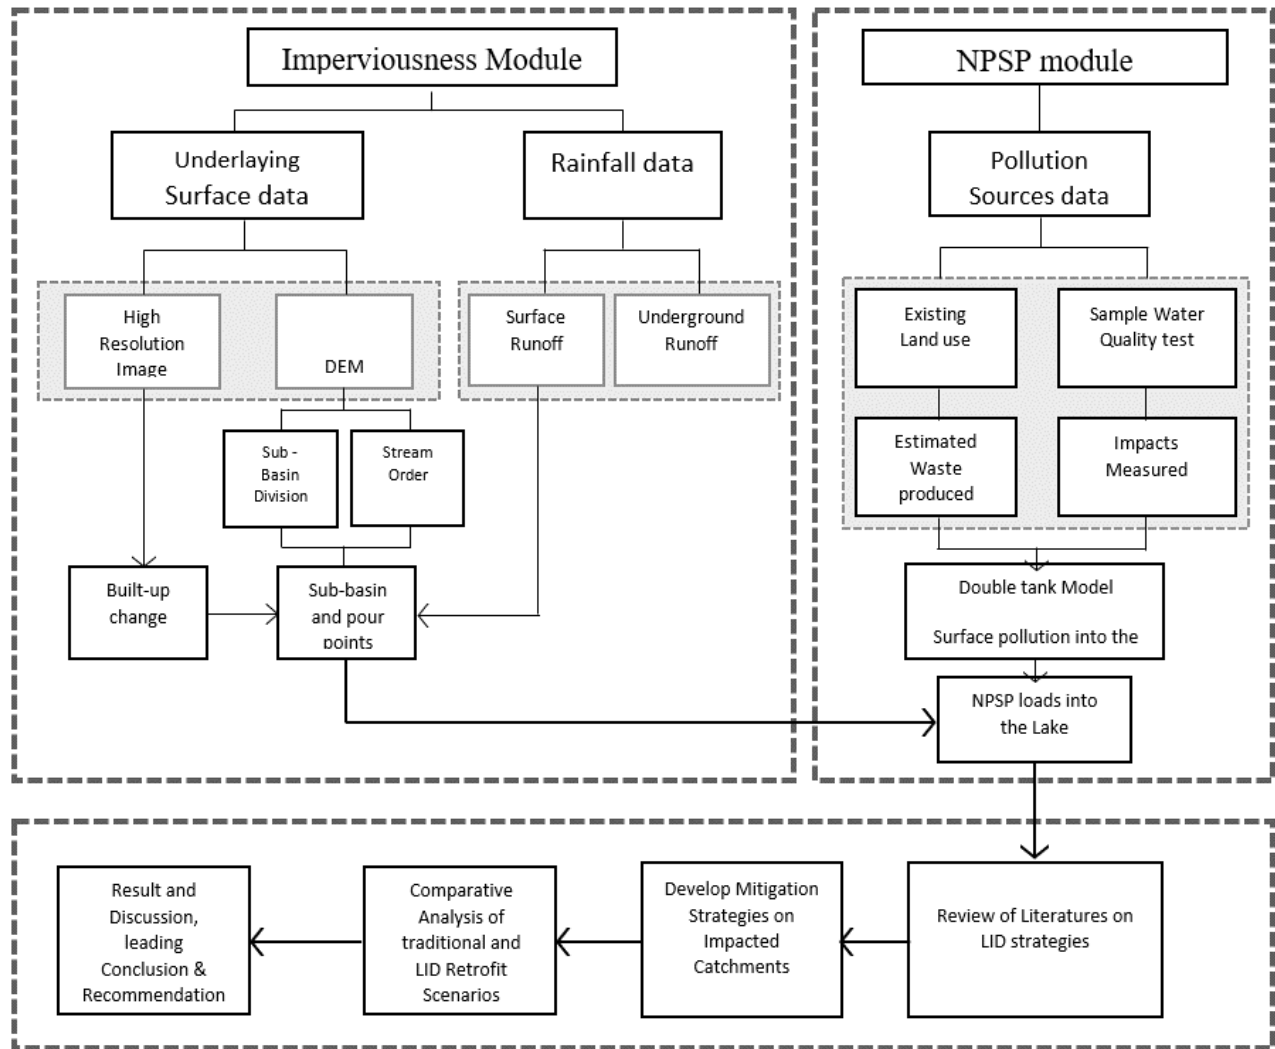 Imperviousness Module
Underlaying
Surface data
Rainfall data
High
Resolution
Image
DEM
Surface
Runoff
Underground
Runoff
Sub -
Basin
Division
Stream
Order
Built-up
change
Sub-basin
and pour
points
NPSP module
Pollution
Sources data
Existing
Land use
Sample Water
Quality test
Estimated
Waste
produced
Impacts
Measured
Double tank Model
Surface pollution into the
NPSP loads into
the Lake
Review of Literatures on
LID strategies
Develop Mitigation
Strategies on
Impacted
Catchments
Comparative
Analysis of
traditional and
LID Retrofit
Scenarios
Result and
Discussion,
leading
Conclusion &
Recommendation